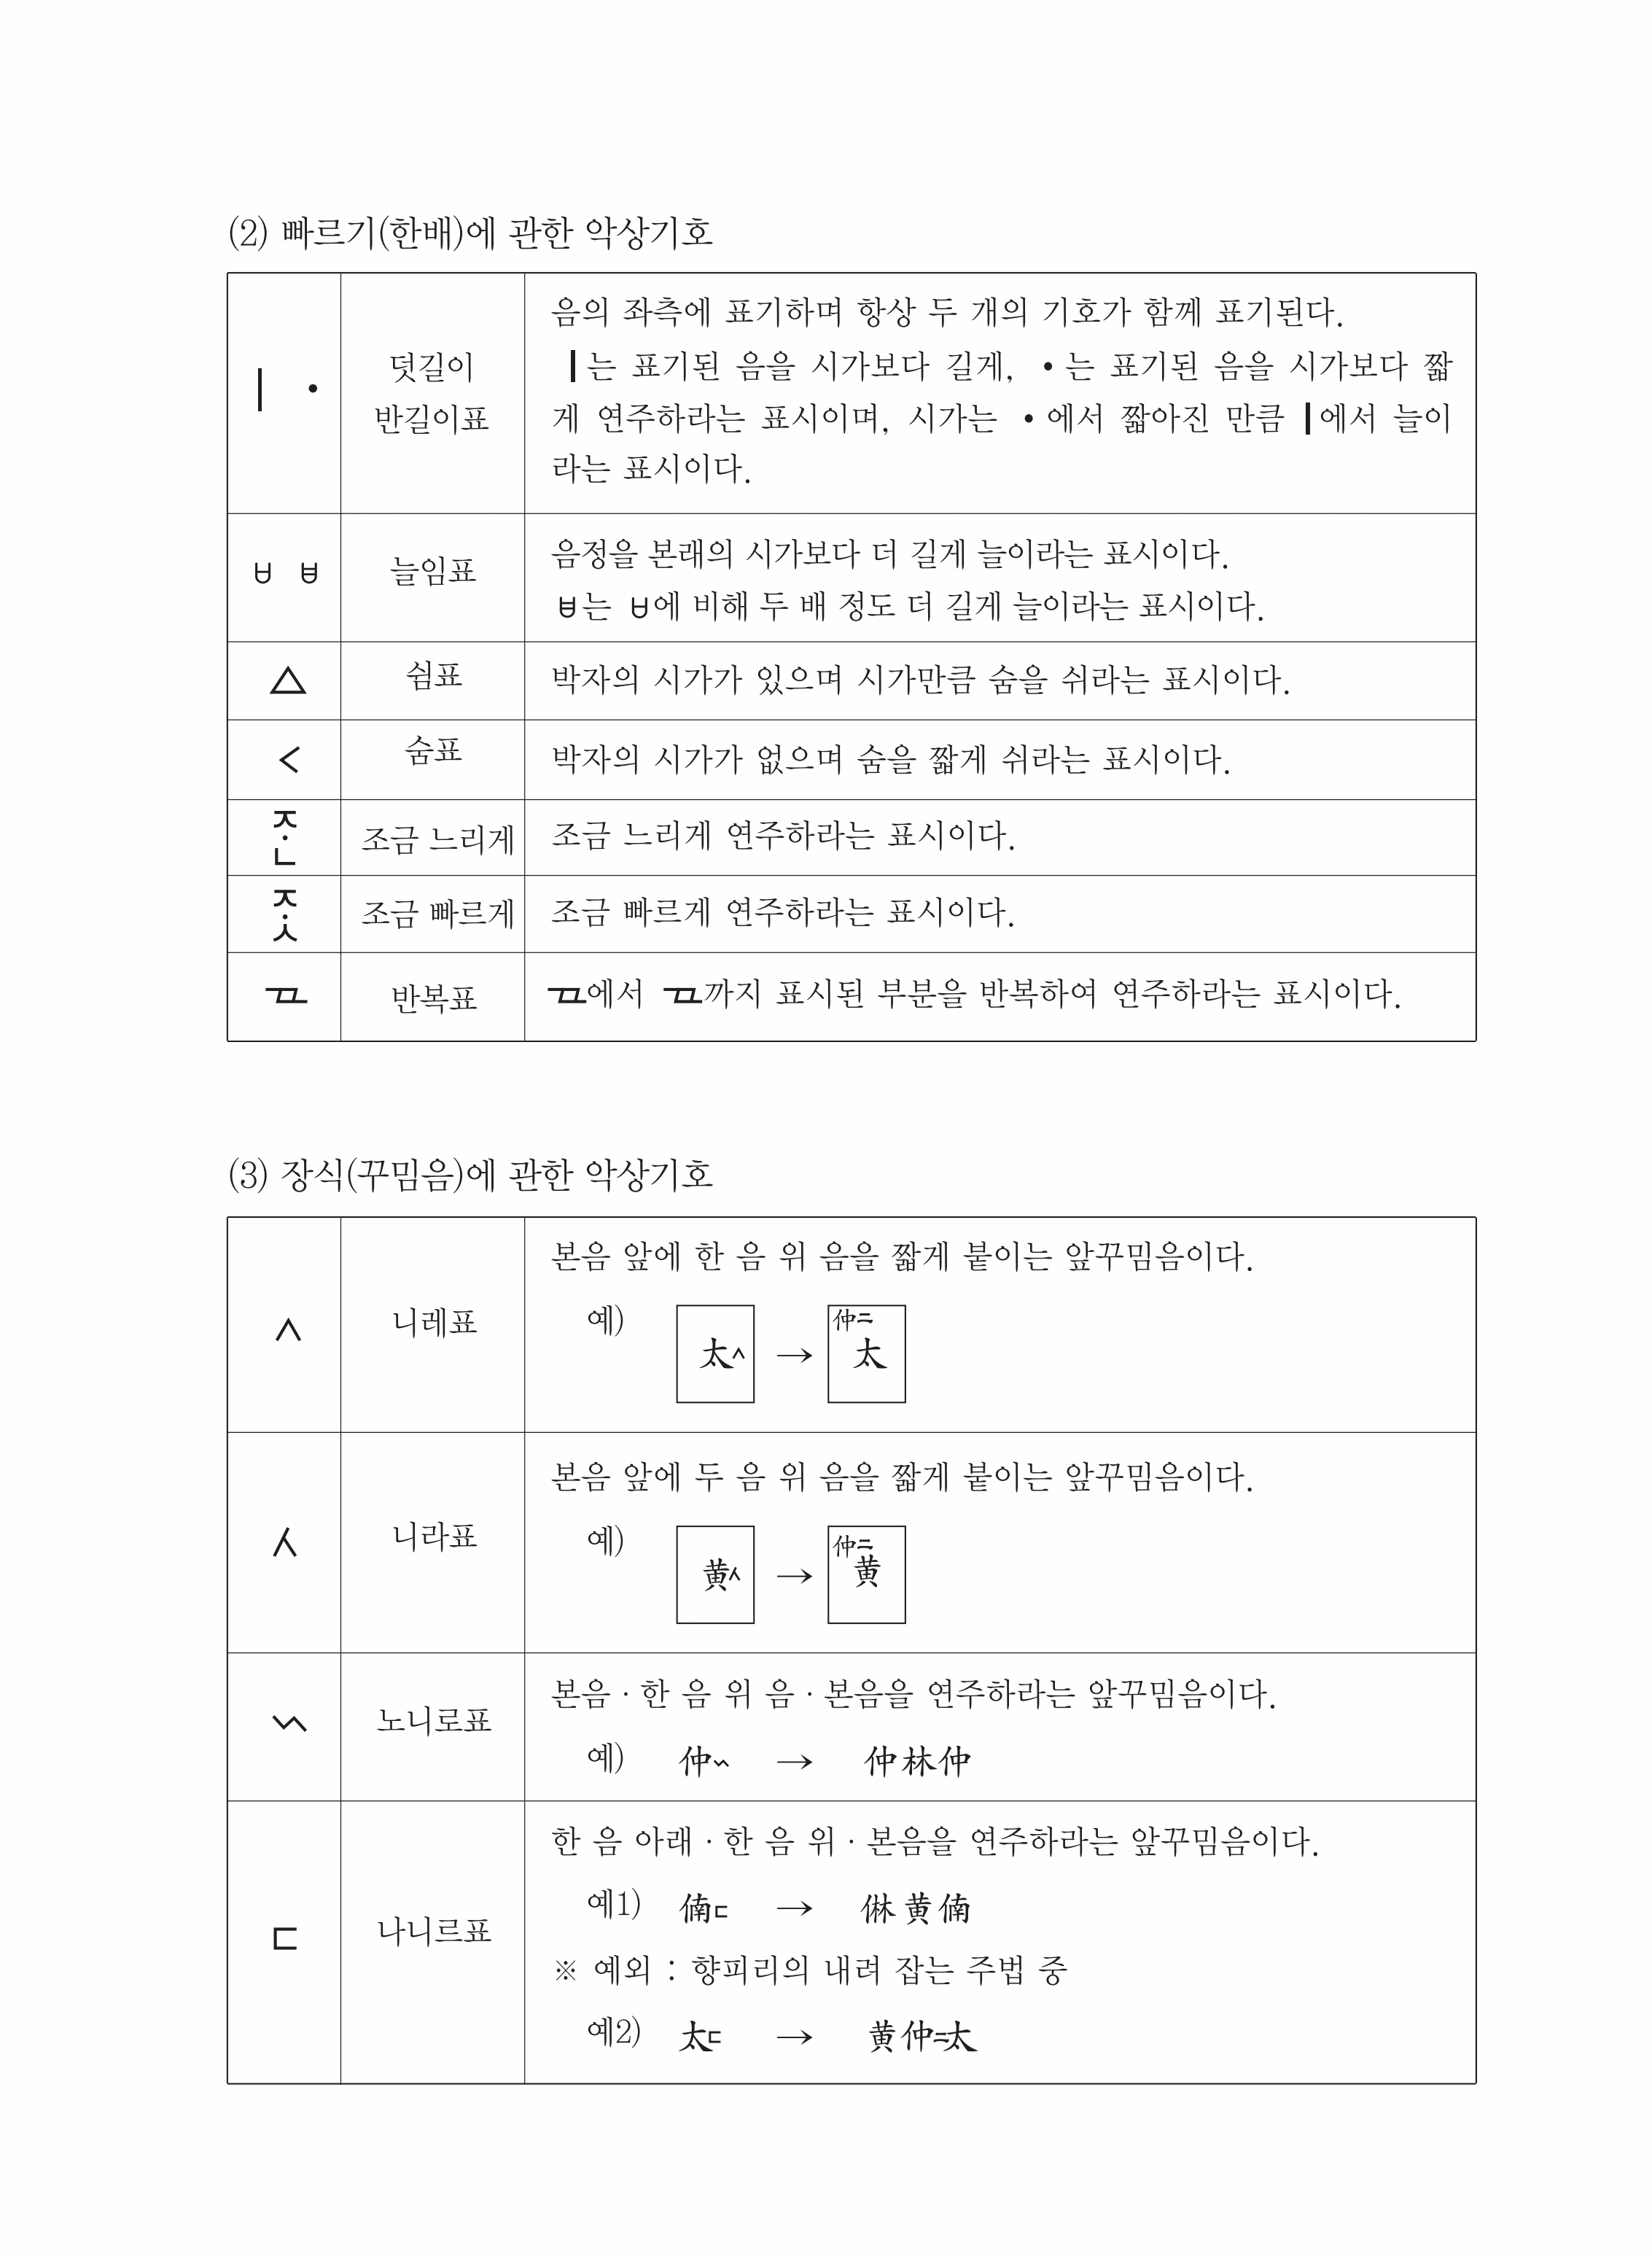 (2) 빠르기(한배)에 관한 악상기호
┃ •
덧길이
반길이표
음의 좌측에 표기하며 항상 두 개의 기호가 함께 표기된다.
┃는 표기된 음을 시가보다 길게, •는 표기된 음을 시가보다 짧
게 연주하라는 표시이며, 시가는 •에서 짧아진 만큼 ┃에서 늘이
라는 표시이다.
늘임표
음정을 본래의 시가보다 더 길게 늘이라는 표시이다.
는 ㅂ에 비해 두 배 정도 더 길게 늘이라는 표시이다.
△
쉼표
박자의 시가가 있으며 시가만큼 숨을 쉬라는 표시이다.
<
숨표
박자의 시가가 없으며 숨을 짧게 쉬라는 표시이다.
ㅈ
·
ㄴ
조금 느리게
조금 느리게 연주하라는 표시이다.
ㅈ
·
ㅅ
조금 빠르게
조금 빠르게 연주하라는 표시이다.
반복표
에서 까지 표시된 부분을 반복하여 연주하라는 표시이다.
(3) 장식(꾸밈음)에 관한 악상기호
∧
니레표
본음 앞에 한 음 위 음을 짧게 붙이는 앞꾸밈음이다.
예) 太∧ → 仲= 太
ㅅ
니라표
본음 앞에 두 음 위 음을 짧게 붙이는 앞꾸밈음이다.
예) 黃ㅅ → 仲 黃
노니로표
본음·한 음 위 음·본음을 연주하라는 앞꾸밈음이다.
예) 仲 → 仲林仲
ㄷ
나니르표
한 음 아래·한 음 위·본음을 연주하라는 앞꾸밈음이다.
예1) 㑲ㄷ → 㑣黃㑲
※ 예외 : 향피리의 내려 잡는 주법 중
예2) 太ㄷ → 黃仲=太